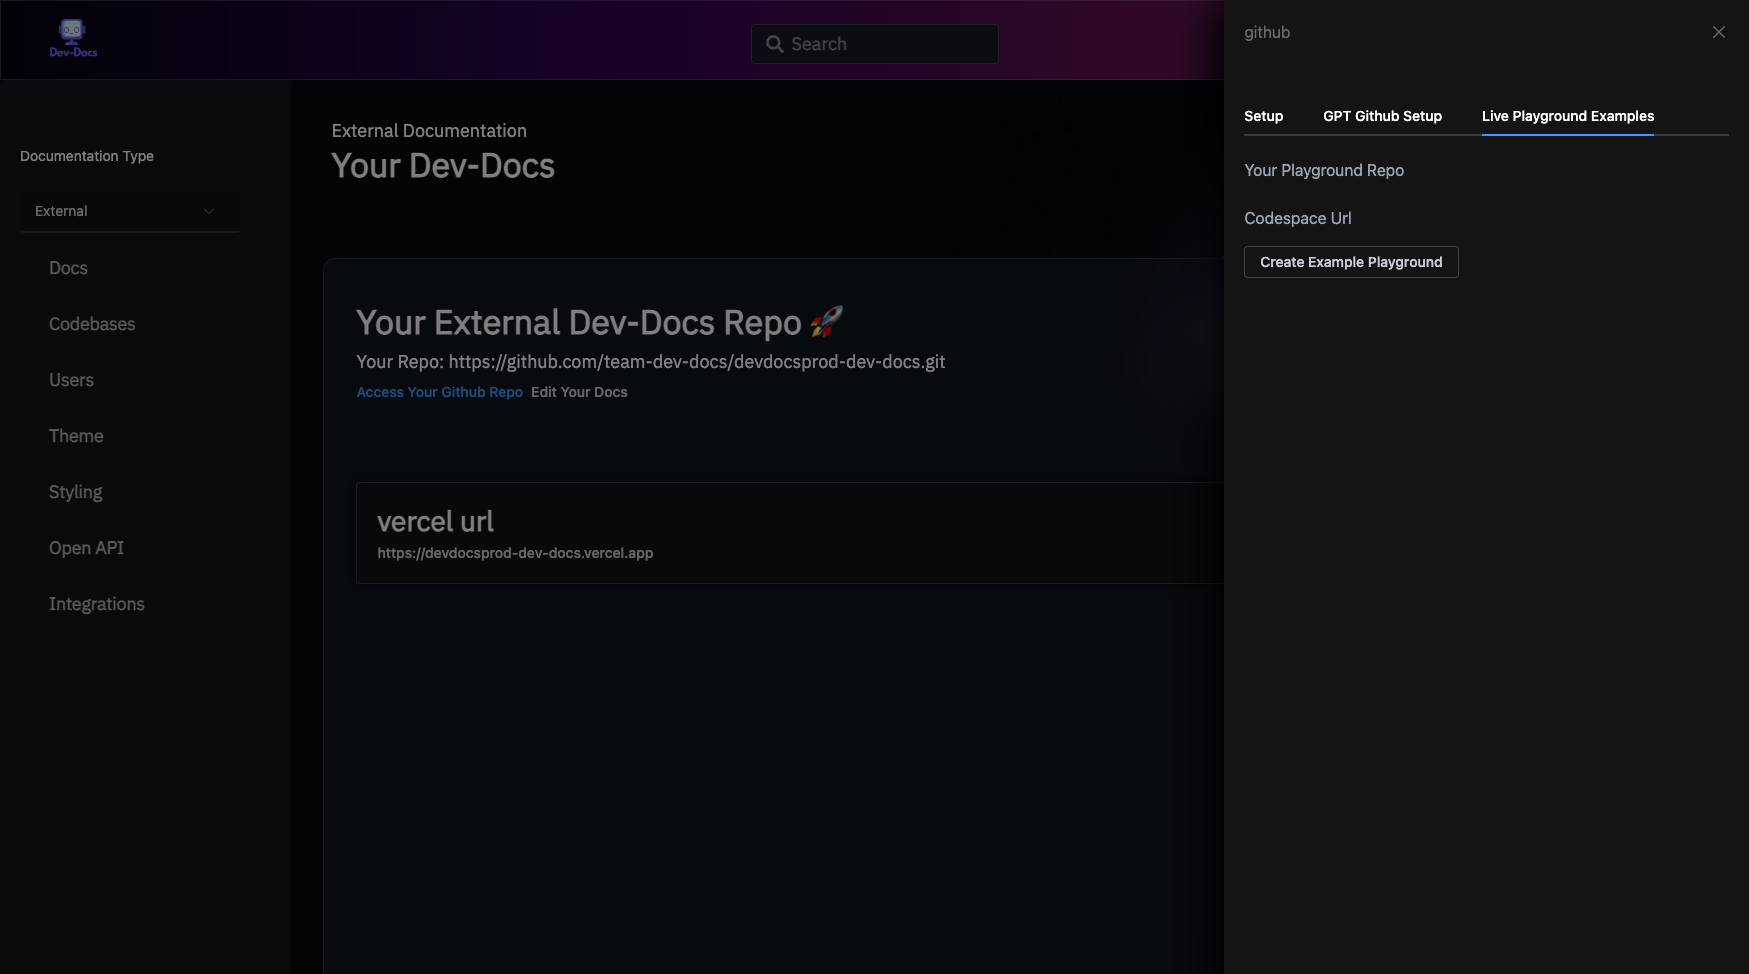 Dev-Docs
Search
Documentation Type
External
Docs
Codebases
Users
Theme
Styling
Open API
Integrations
External Documentation
Your Dev-Docs
Your External Dev-Docs Repo 🚀
Your Repo: https://github.com/team-dev-docs/devdocsprod-dev-docs.git
Access Your Github Repo Edit Your Docs
vercel url
https://devdocsprod-dev-docs.vercel.app
github
Setup GPT Github Setup Live Playground Examples
Your Playground Repo
Codespace Url
Create Example Playground